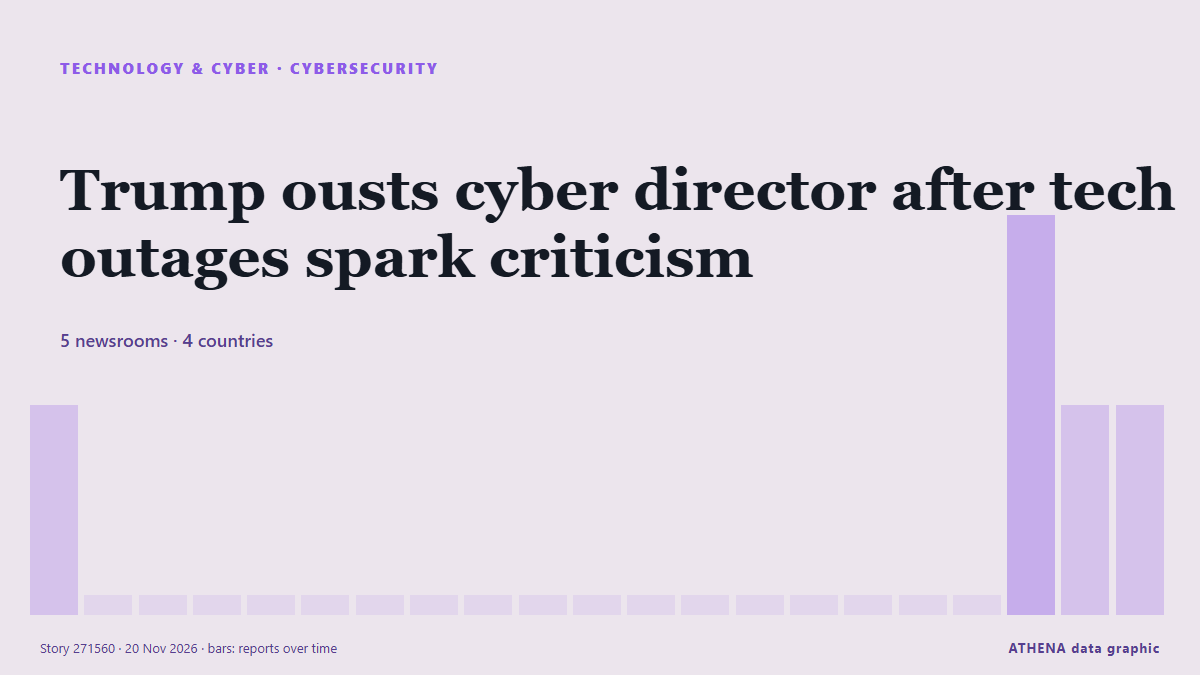 TECHNOLOGY & CYBER · CYBERSECURITY
Trump ousts cyber director after tech
outages spark criticism
5 newsrooms · 4 countries
Story 271560 · 20 Nov 2026 · bars: reports over time
ATHENA data graphic